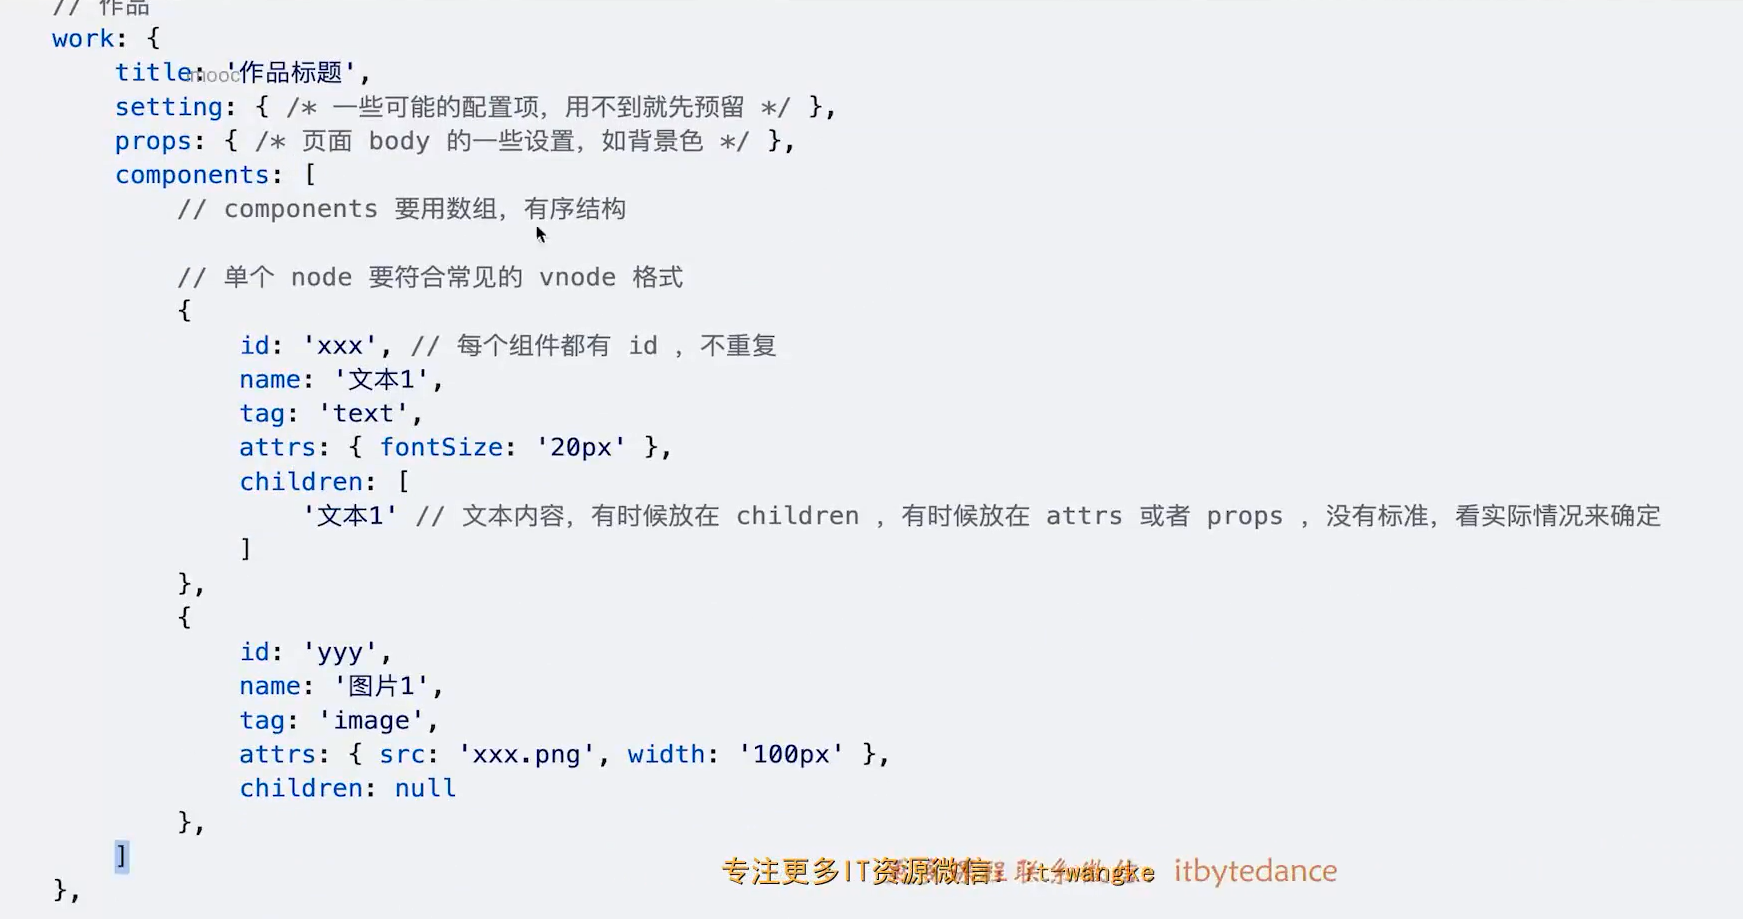 // 作品
work: {
title: '作品标题',
imooc
setting: { /* 一些可能的配置项，用不到就先预留 */ },
props: { /* 页面 body 的一些设置，如背景色 */ },
components: [
// components 要用数组，有序结构
// 单个 node 要符合常见的 vnode 格式
{
id: 'xxx', // 每个组件都有 id ，不重复
name: '文本1',
tag: 'text',
attrs: { fontSize: '20px' },
children: [
'文本1' // 文本内容，有时候放在 children ，有时候放在 attrs 或者 props ，没有标准，看实际情况来确定
]
},
{
id: 'yyy',
name: '图片1',
tag: 'image',
attrs: { src: 'xxx.png', width: '100px' },
children: null
},
]
专注更多IT资源微信： itwangke itbytedance
},